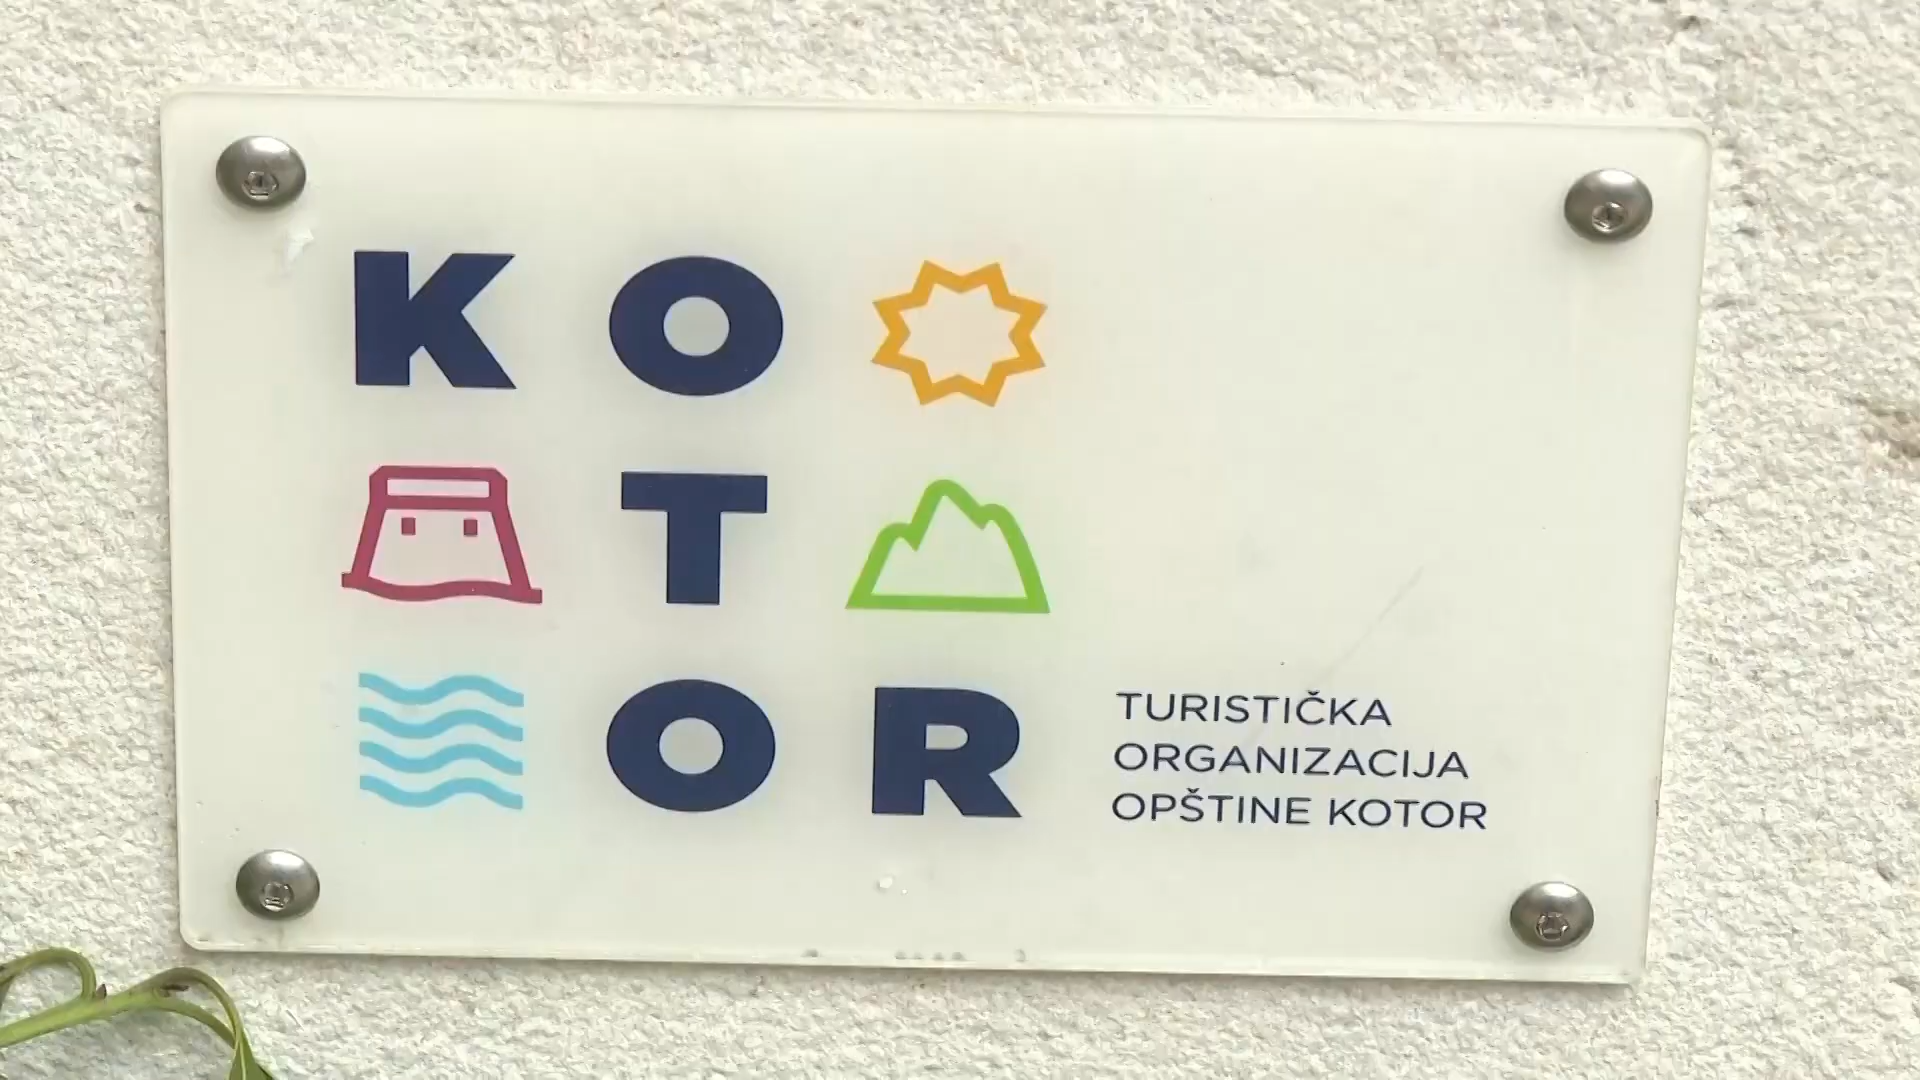 KO
T
OR
TURISTIČKA
ORGANIZACIJA
OPŠTINE KOTOR